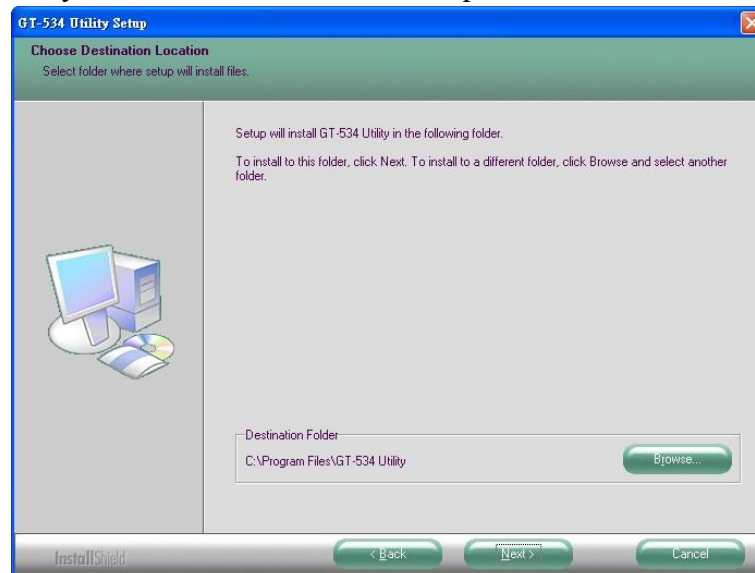 GT-534 Utility Setup
Choose Destination Location
Select folder where setup will install files.
Setup will install GT-534 Utility in the following folder.
To install to this folder, click Next. To install to a different folder, click Browse and select another
folder.
Destination Folder
C:\Program Files\GT-534 Utility
Browse...
InstallShield
< Back
Next >
Cancel